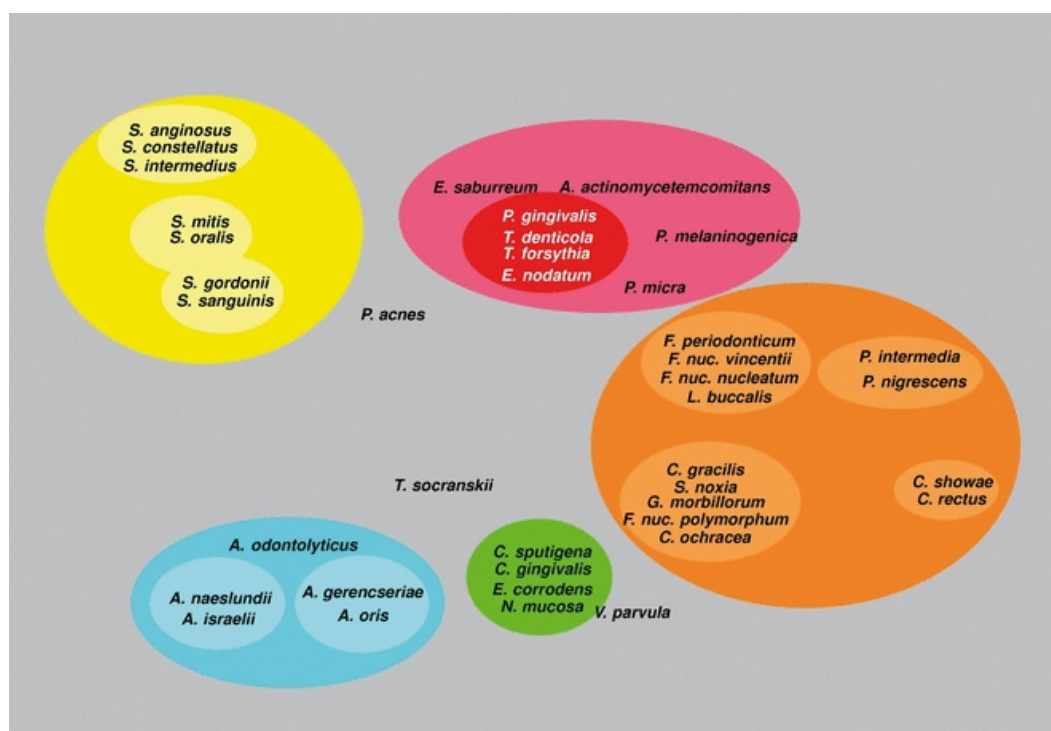 S. anginosus
S. constellatus
S. intermedius
S. mitis
S. oralis
S. gordonii
S. sanguinis
P. acnes
E. saburreum
A. actinomycetemcomitans
P. gingivalis
T. denticola
T. forsythia
E. nodatum
P. melaninogenica
P. micra
F. periodonticum
F. nuc. vincentii
F. nuc. nucleatum
L. buccalis
P. intermedia
P. nigrescens
C. gracilis
S. noxia
G. morbillorum
F. nuc. polymorphum
C. ochracea
C. showae
C. rectus
T. socranskii
A. odontolyticus
A. naeslundii
A. israelii
A. gerencseriae
A. oris
C. sputigena
C. gingivalis
E. corrodens
N. mucosa
V. parvula